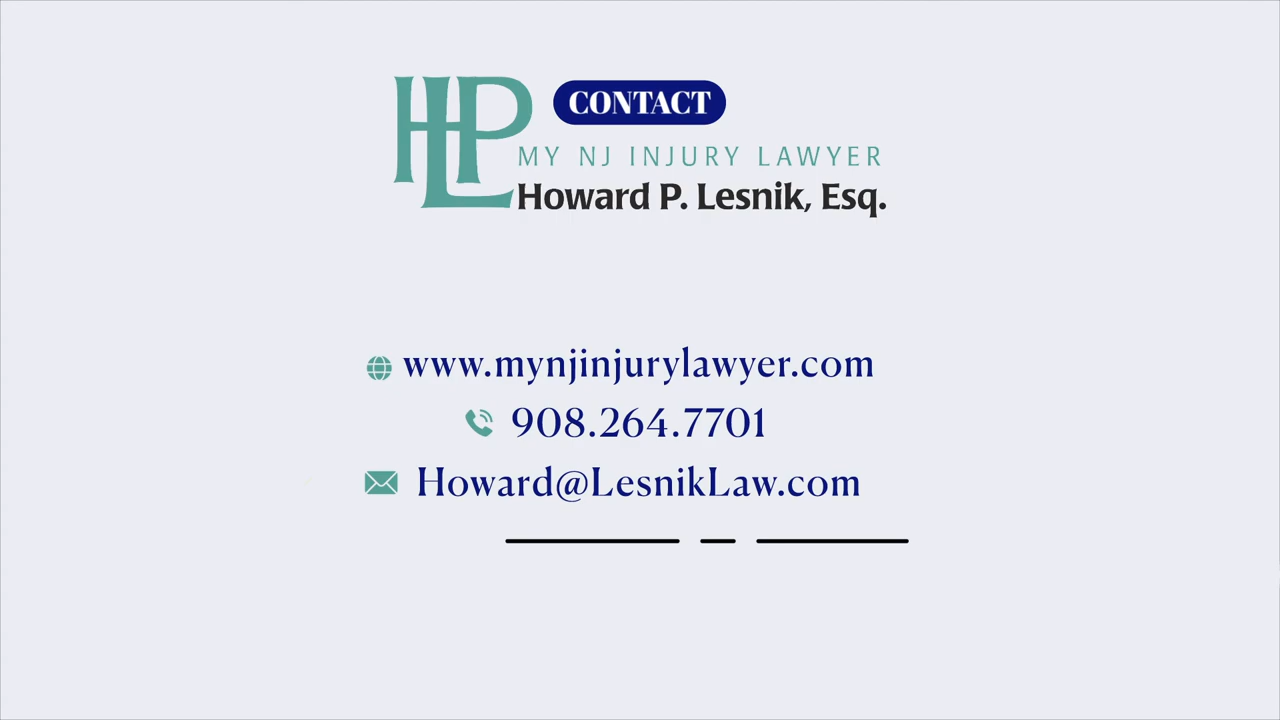 HLP
CONTACT
MY NJ INJURY LAWYER
Howard P. Lesnik, Esq.
www.mynjinjurylawyer.com
908.264.7701
Howard@LesnikLaw.com